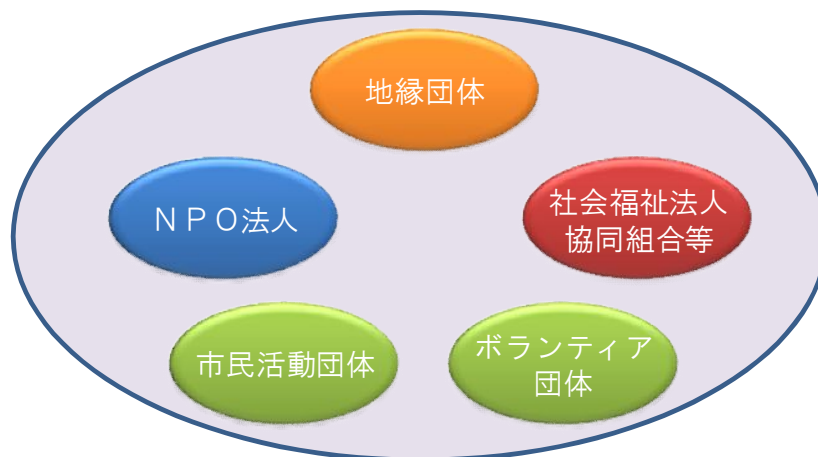 地縁団体
ＮＰＯ法人
社会福祉法人
協同組合等
市民活動団体
ボランティア
団体